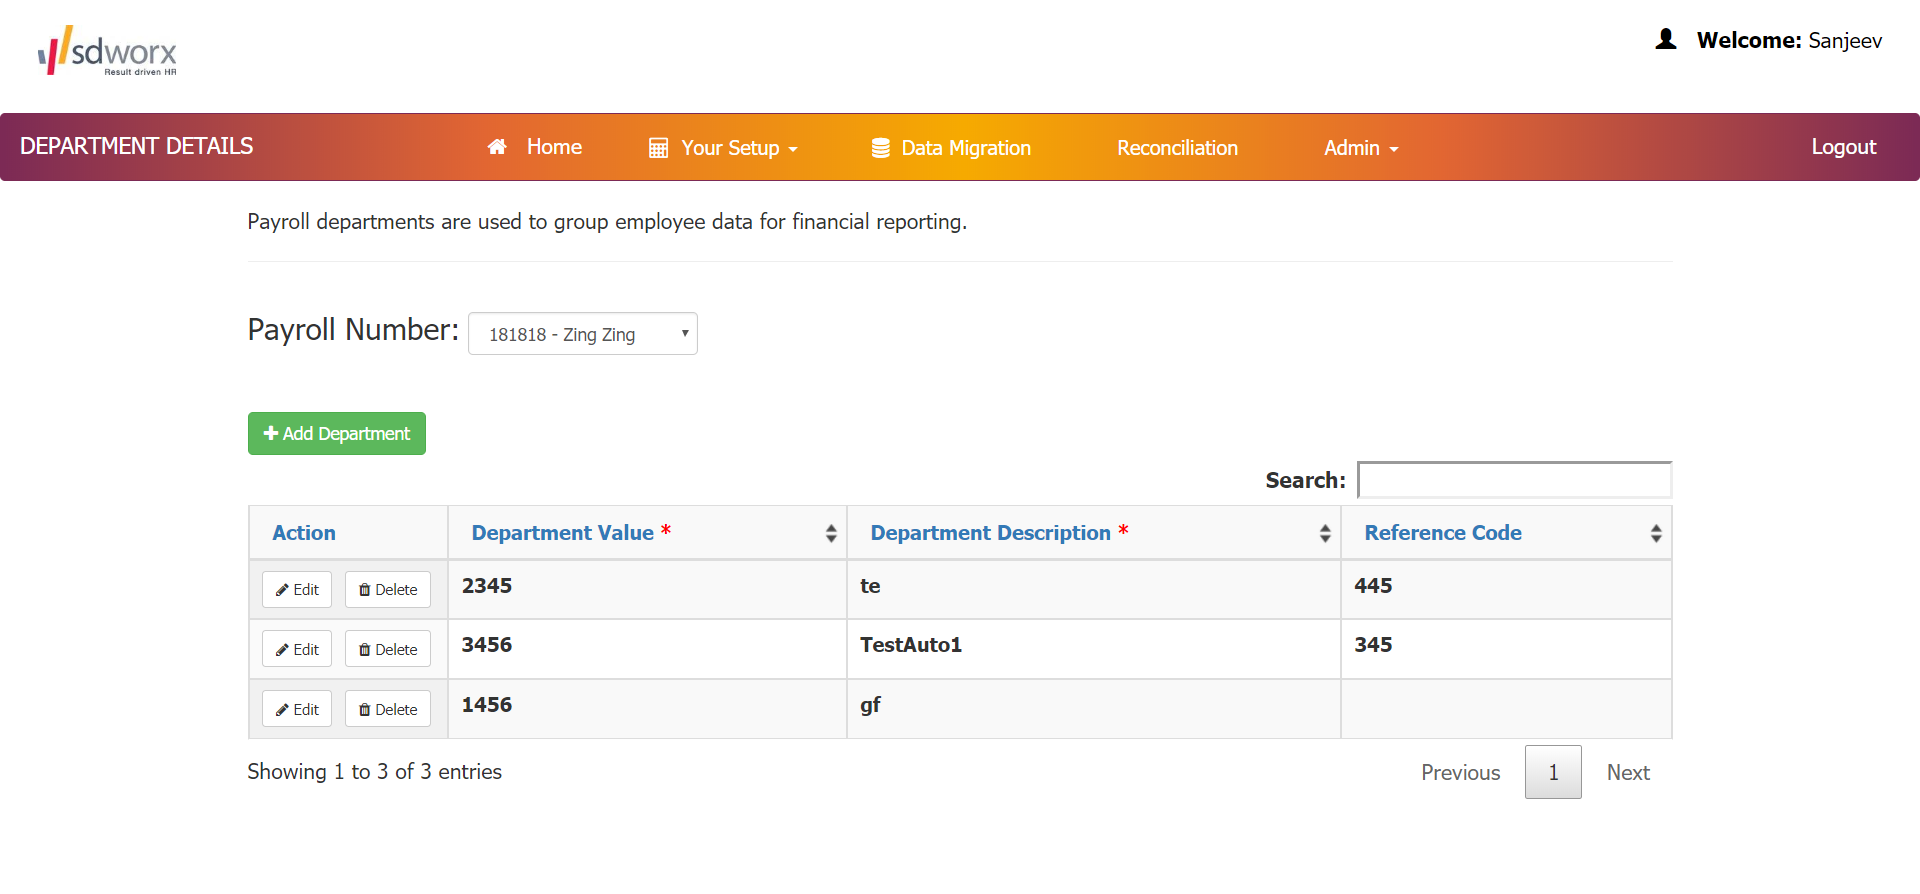 sdworx
Result driven HR
Welcome: Sanjeev
DEPARTMENT DETAILS
Home
Your Setup
Data Migration
Reconciliation
Admin
Logout
Payroll departments are used to group employee data for financial reporting.
Payroll Number: 181818 - Zing Zing
+ Add Department
Search:
Action Department Value * Department Description * Reference Code
Edit Delete 2345 te 445
Edit Delete 3456 TestAuto1 345
Edit Delete 1456 gf
Showing 1 to 3 of 3 entries
Previous 1 Next